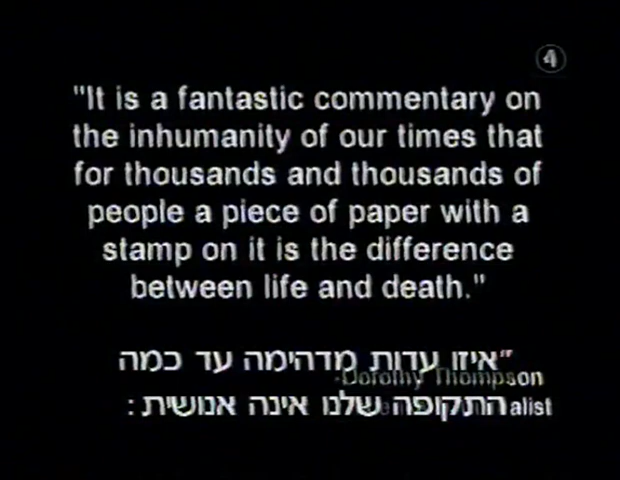 4
"It is a fantastic commentary on
the inhumanity of our times that
for thousands and thousands of
people a piece of paper with a
stamp on it is the difference
between life and death."
"איזו עדות מדהימה עד כמה
-Dorothy Thompson
התקופה שלנו אינה אנושית: